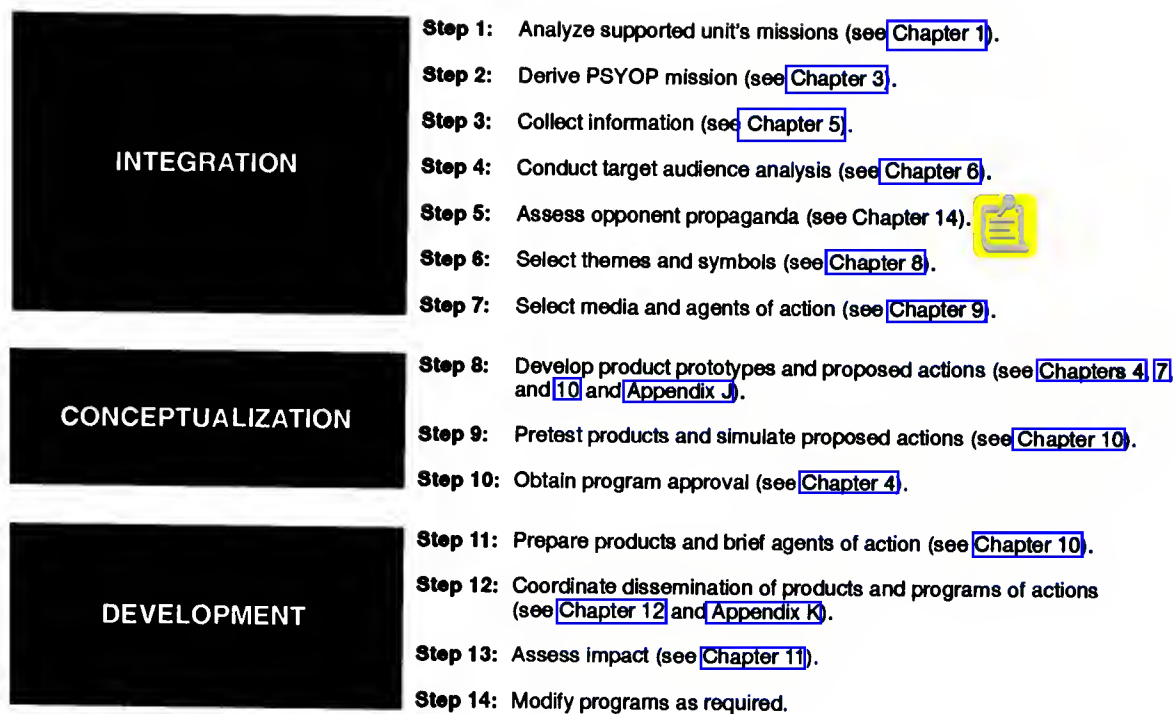 INTEGRATION
Step 1: Analyze supported unit's missions (see Chapter 1).
Step 2: Derive PSYOP mission (see Chapter 3).
Step 3: Collect information (see Chapter 5).
Step 4: Conduct target audience analysis (see Chapter 6).
Step 5: Assess opponent propaganda (see Chapter 14).
Step 6: Select themes and symbols (see Chapter 8).
Step 7: Select media and agents of action (see Chapter 9).
CONCEPTUALIZATION
Step 8: Develop product prototypes and proposed actions (see Chapters 4, 7,
and 10 and Appendix J).
Step 9: Pretest products and simulate proposed actions (see Chapter 10).
Step 10: Obtain program approval (see Chapter 4).
DEVELOPMENT
Step 11: Prepare products and brief agents of action (see Chapter 10).
Step 12: Coordinate dissemination of products and programs of actions
(see Chapter 12 and Appendix K).
Step 13: Assess impact (see Chapter 11).
Step 14: Modify programs as required.